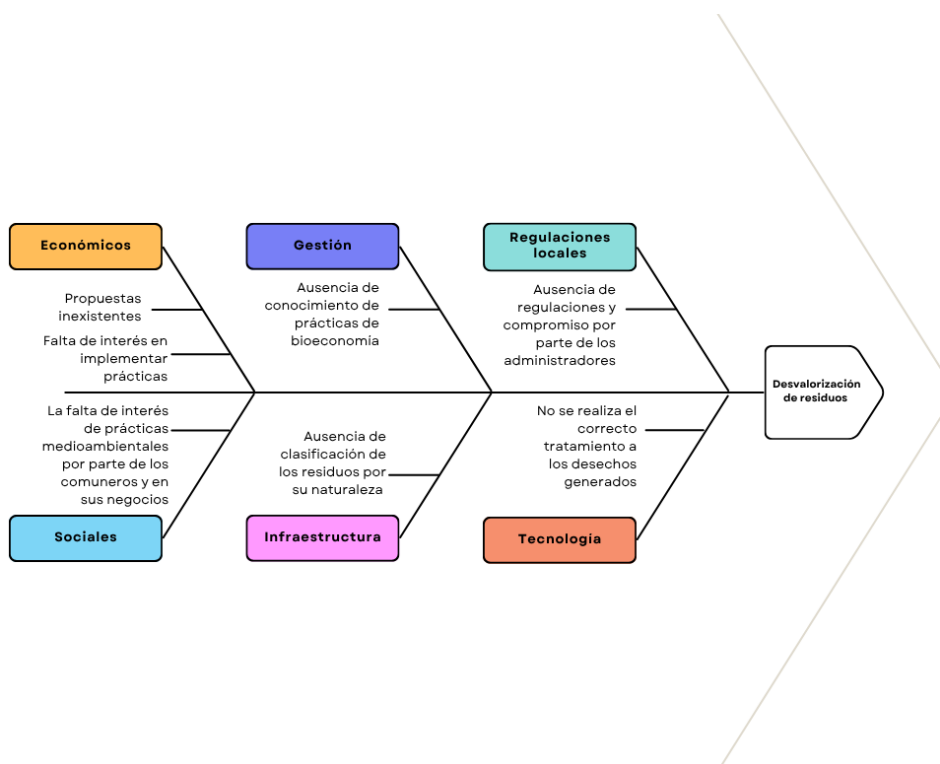 Económicos
Gestión
Regulaciones
locales
Propuestas
inexistentes
Falta de interés en
implementar
prácticas
Ausencia de
conocimiento de
prácticas de
bioeconomía
Ausencia de
regulaciones y
compromiso por
parte de los
administradores
Desvalorización
de residuos
La falta de interés
de prácticas
medioambientales
por parte de los
comuneros y en
sus negocios
Ausencia de
clasificación de
los residuos por
su naturaleza
No se realiza el
correcto
tratamiento a
los desechos
generados
Sociales
Infraestructura
Tecnología